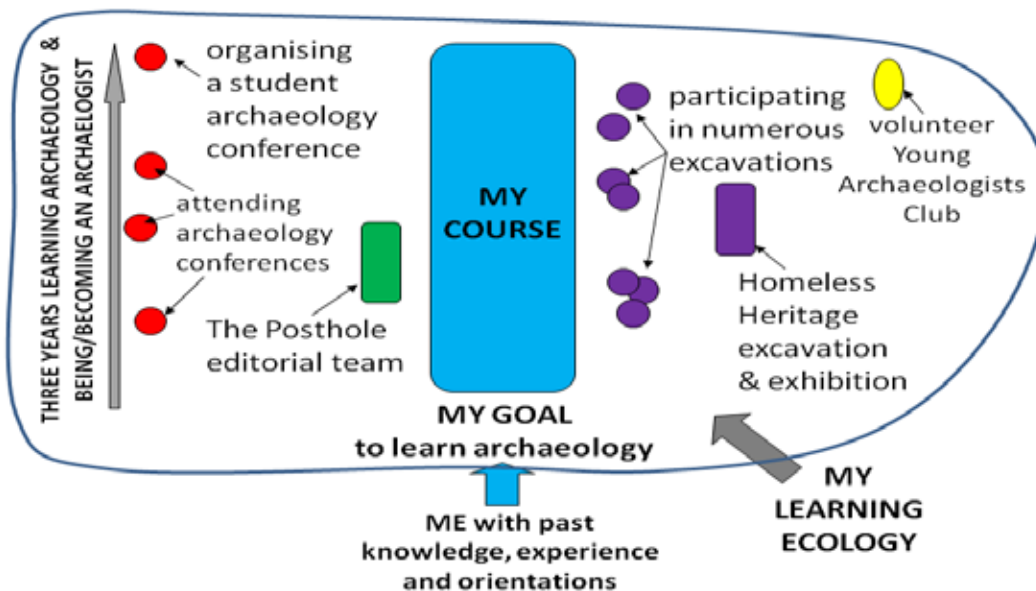 THREE YEARS LEARNING ARCHAEOLOGY &
BEING/BECOMING AN ARCHAELOGIST
organising
a student
archaeology
conference
attending
archaeology
conferences
The Posthole
editorial team
MY
COURSE
MY GOAL
to learn archaeology
participating
in numerous
excavations
volunteer
Young
Archaeologists
Club
Homeless
Heritage
excavation
& exhibition
ME with past
knowledge, experience
and orientations
MY
LEARNING
ECOLOGY